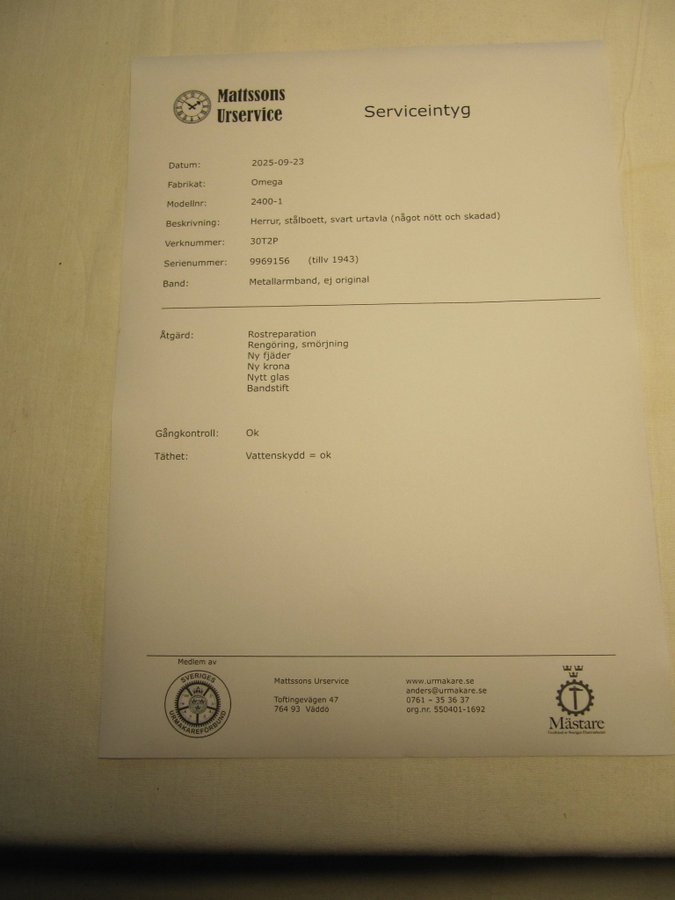 Mattssons
Urservice
Serviceintyg
Datum: 2025-09-23
Fabrikat: Omega
Modellnr: 2400-1
Beskrivning: Herrur, stålboett, svart urtavla (något nött och skadad)
Verknummer: 30T2P
Serienummer: 9969156 (tillv 1943)
Band: Metallarmband, ej original
Åtgärd: Rostreparation
Rengöring, smörjning
Ny fjäder
Ny krona
Nytt glas
Bandstift
Gångkontroll: Ok
Täthet: Vattenskydd = ok
Medlem av
SVERIGES
URMAKAREFÖRBUND
Mattssons Urservice
Toftingevägen 47
764 93 Väddö
www.urmakare.se
anders@urmakare.se
0761 – 35 36 37
org.nr. 550401-1692
Mästare